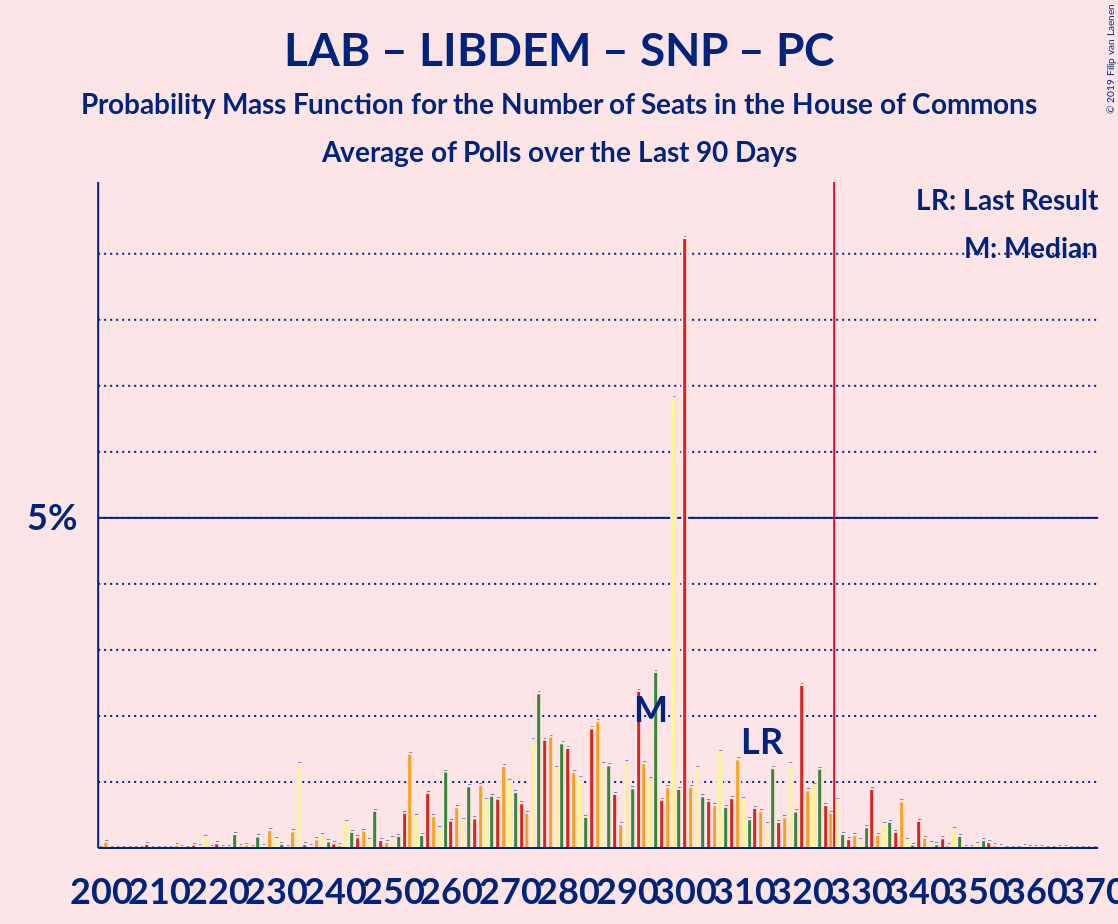 LAB – LIBDEM – SNP – PC
Probability Mass Function for the Number of Seats in the House of Commons
Average of Polls over the Last 90 Days
© 2019 Filip van Laenen
LR: Last Result
M: Median
5%
M
LR
200 210 220 230 240 250 260 270 280 290 300 310 320 330 340 350 360 370